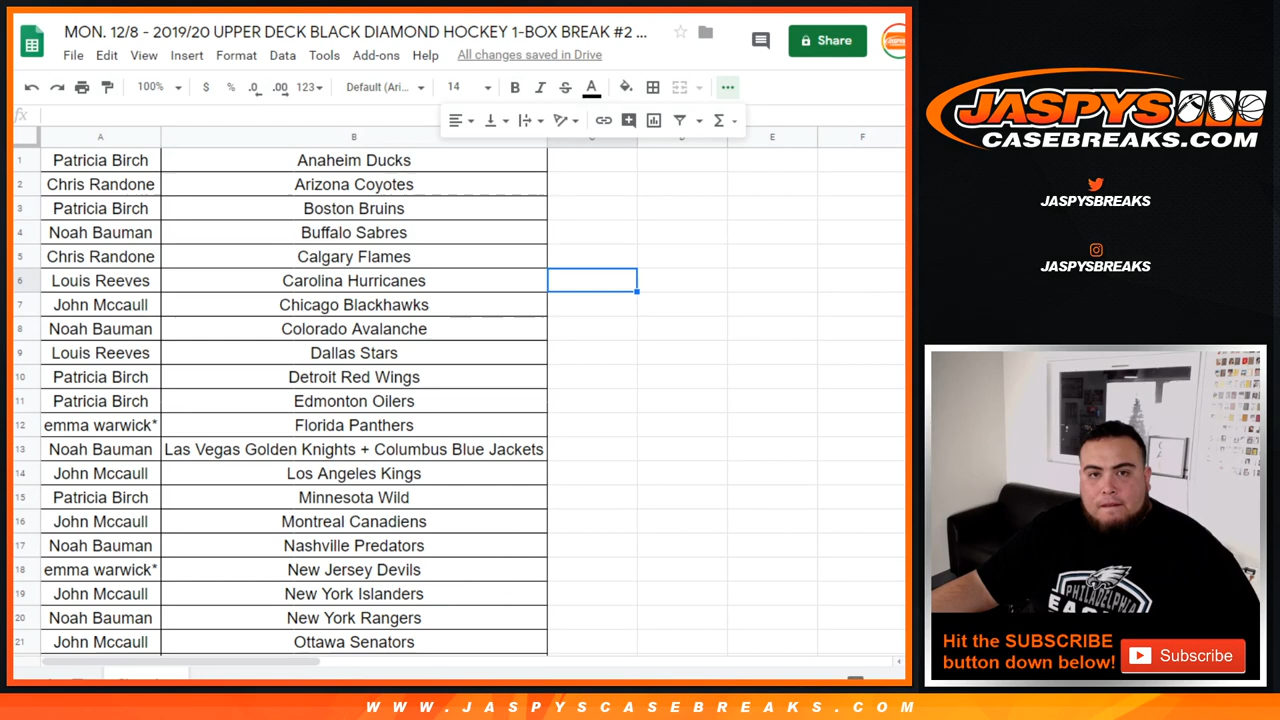 MON. 12/8 - 2019/20 UPPER DECK BLACK DIAMOND HOCKEY 1-BOX BREAK #2 ...
Share
File Edit View Insert Format Data Tools Add-ons Help All changes saved in Drive
100% $ % .0 .00 123 Default (Ari... 14 B I S A
fx
A B C D E F
1 Patricia Birch Anaheim Ducks
2 Chris Randone Arizona Coyotes
3 Patricia Birch Boston Bruins
4 Noah Bauman Buffalo Sabres
5 Chris Randone Calgary Flames
6 Louis Reeves Carolina Hurricanes
7 John Mccaull Chicago Blackhawks
8 Noah Bauman Colorado Avalanche
9 Louis Reeves Dallas Stars
10 Patricia Birch Detroit Red Wings
11 Patricia Birch Edmonton Oilers
12 emma warwick* Florida Panthers
13 Noah Bauman Las Vegas Golden Knights + Columbus Blue Jackets
14 John Mccaull Los Angeles Kings
15 Patricia Birch Minnesota Wild
16 John Mccaull Montreal Canadiens
17 Noah Bauman Nashville Predators
18 emma warwick* New Jersey Devils
19 John Mccaull New York Islanders
20 Noah Bauman New York Rangers
21 John Mccaull Ottawa Senators
JASPYS
CASEBREAKS.COM
JASPYSBREAKS
JASPYSBREAKS
PHILADELPHIA
Hit the SUBSCRIBE
button down below!
Subscribe
WWW.JASPYSCASEBREAKS.COM